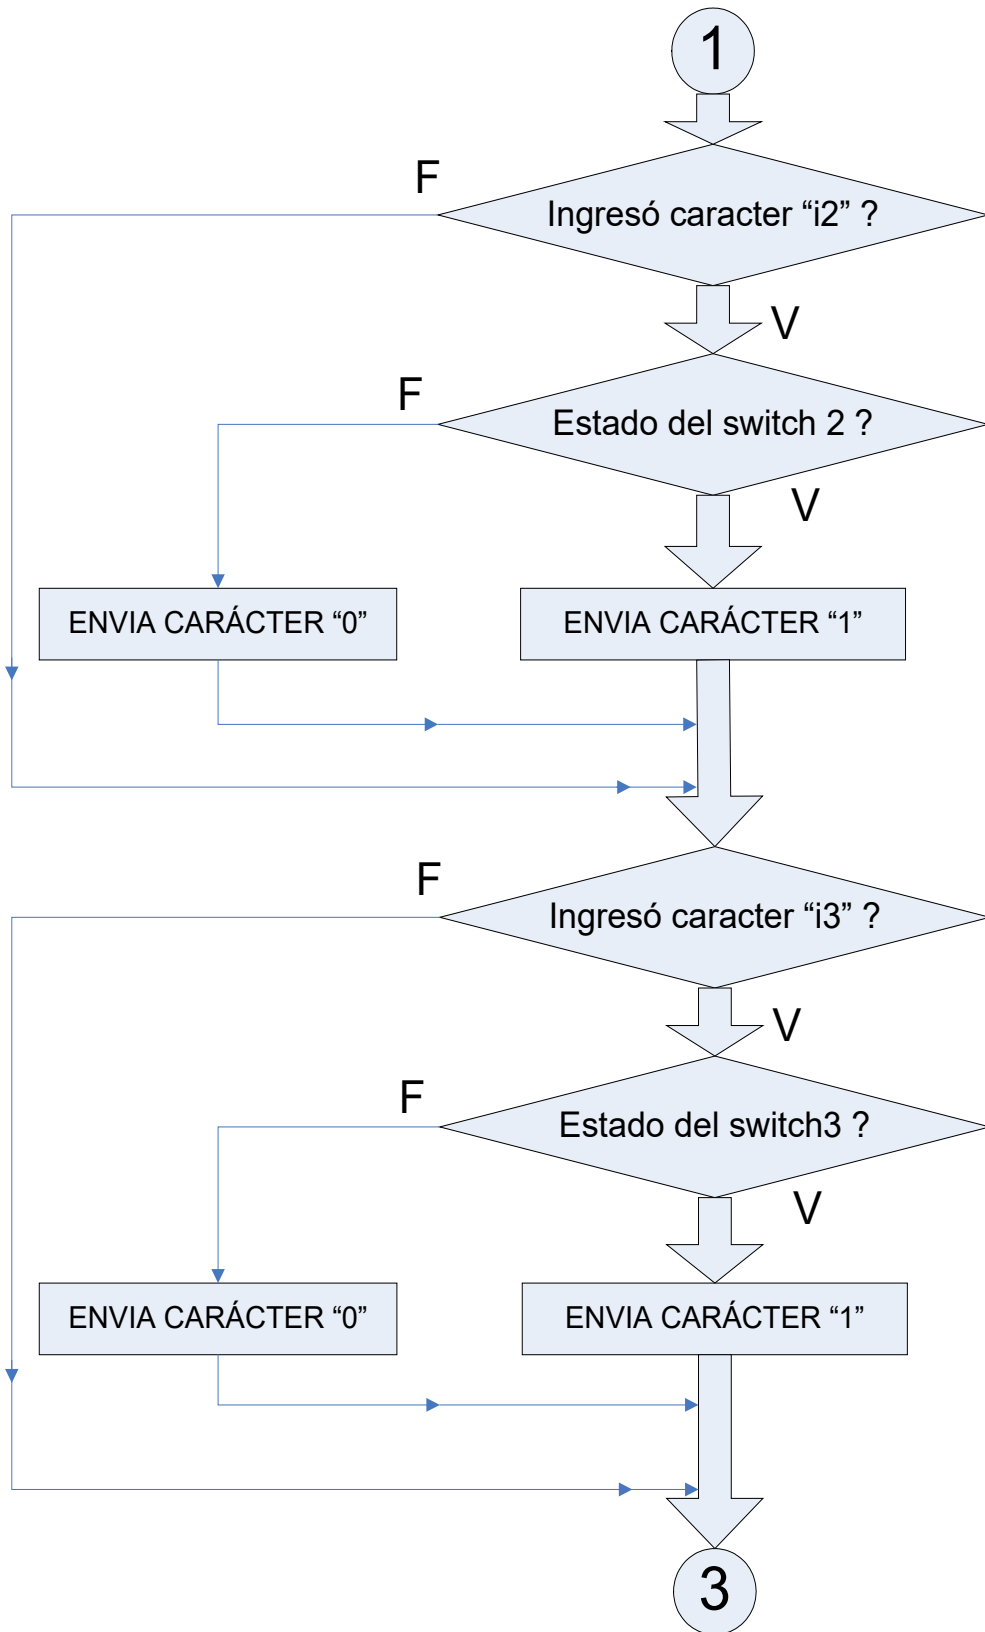 1
F
Ingresó caracter “i2” ?
V
F
Estado del switch 2 ?
V
ENVIA CARÁCTER “0”
ENVIA CARÁCTER “1”
F
Ingresó caracter “i3” ?
V
F
Estado del switch3 ?
V
ENVIA CARÁCTER “0”
ENVIA CARÁCTER “1”
3